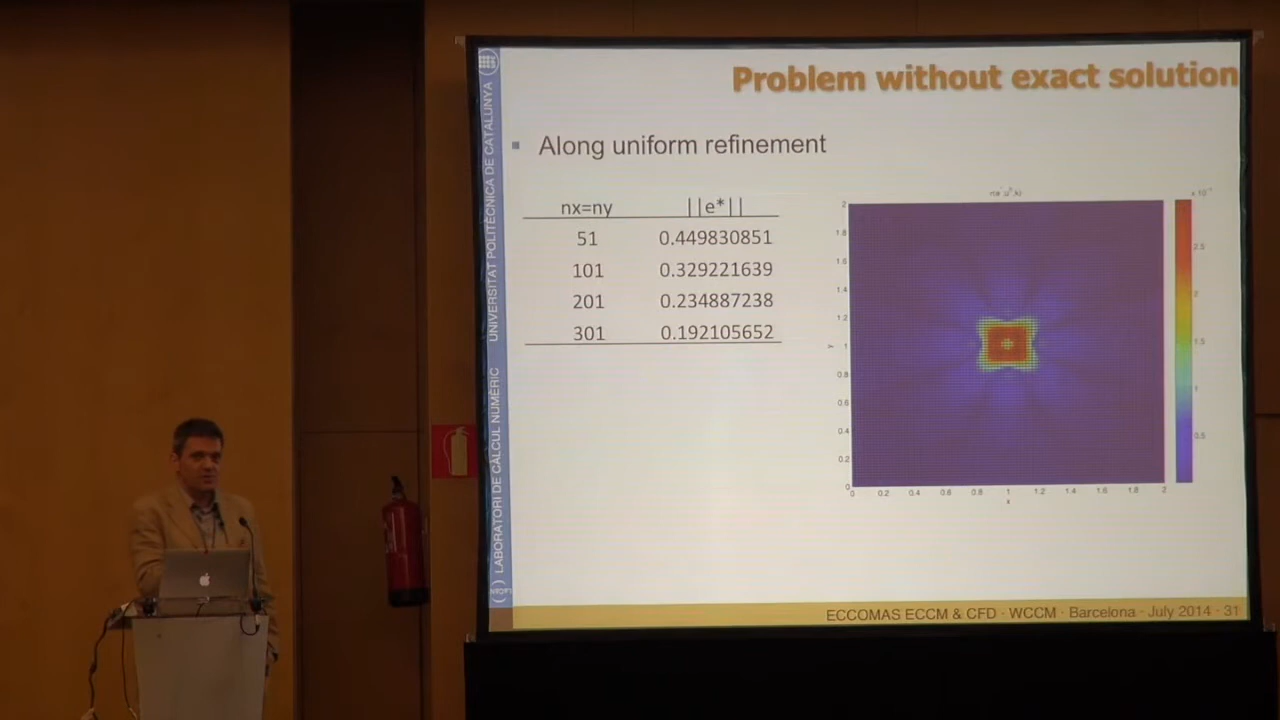 Problem without exact solution
Along uniform refinement
nx=ny ||e*||
51 0.449830851
101 0.329221639
201 0.234887238
301 0.192105652
2
1.8
1.6
1.4
1.2
1
0.8
0.6
0.4
0.2
0
0 0.2 0.4 0.6 0.8 1 1.2 1.4 1.6 1.8 2
x
y
2.5
2
1.5
1
0.5
UNIVERSITAT POLITÈCNICA DE CATALUNYA
LABORATORI DE CÀLCUL NUMÈRIC
ECCOMAS ECCM & CFD · WCCM · Barcelona · July 2014 · 31